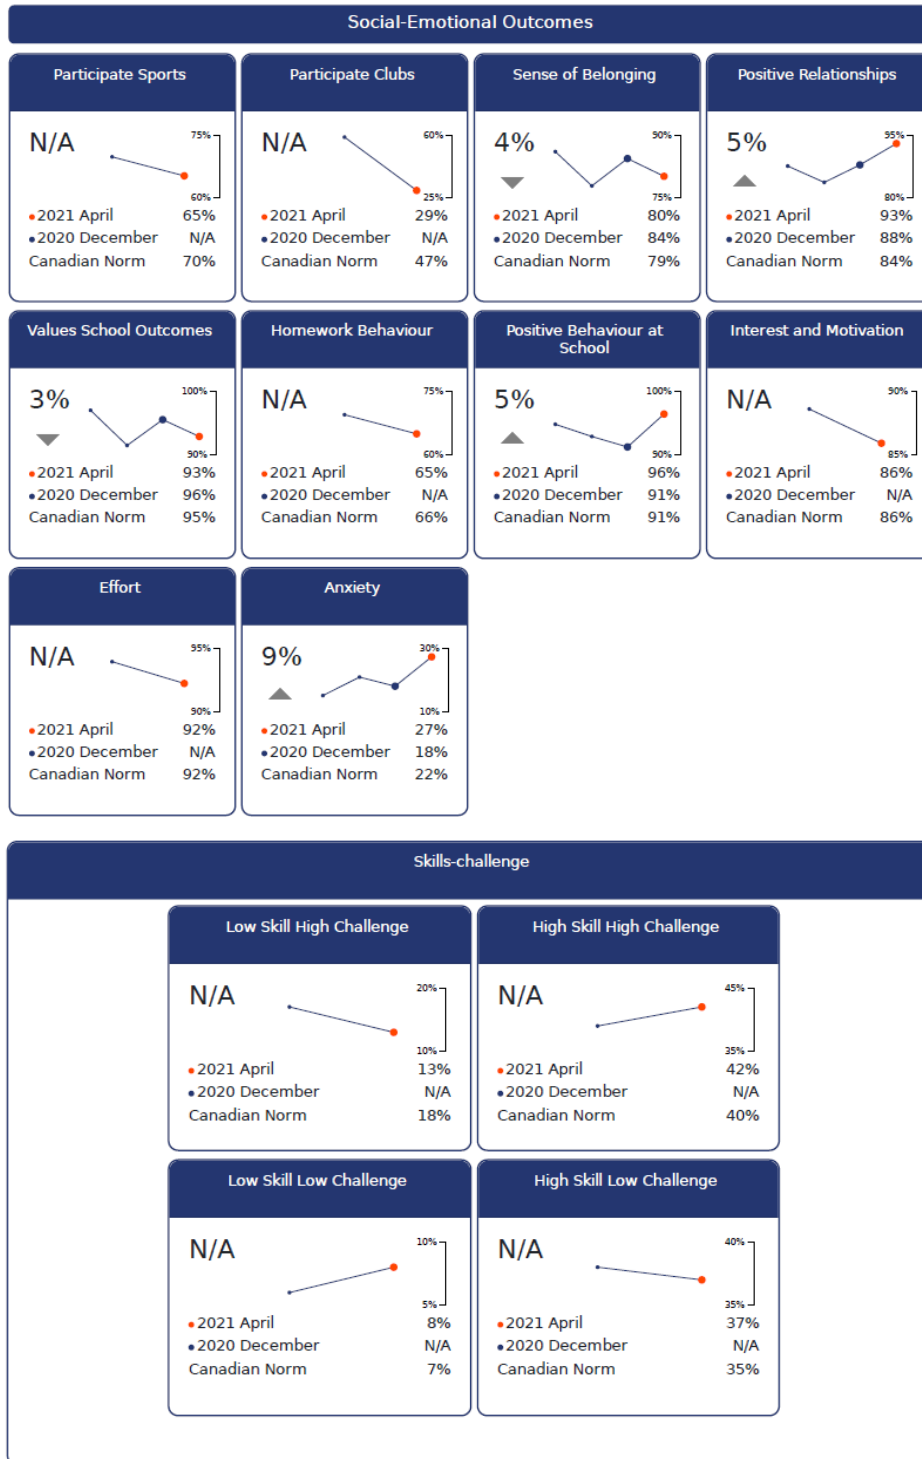 Social-Emotional Outcomes
Participate Sports
N/A
75%
60%
2021 April 65%
2020 December N/A
Canadian Norm 70%
Participate Clubs
N/A
60%
25%
2021 April 29%
2020 December N/A
Canadian Norm 47%
Sense of Belonging
4%
90%
75%
2021 April 80%
2020 December 84%
Canadian Norm 79%
Positive Relationships
5%
95%
80%
2021 April 93%
2020 December 88%
Canadian Norm 84%
Values School Outcomes
3%
100%
90%
2021 April 93%
2020 December 96%
Canadian Norm 95%
Homework Behaviour
N/A
75%
60%
2021 April 65%
2020 December N/A
Canadian Norm 66%
Positive Behaviour at
School
5%
100%
90%
2021 April 96%
2020 December 91%
Canadian Norm 91%
Interest and Motivation
N/A
90%
85%
2021 April 86%
2020 December N/A
Canadian Norm 86%
Effort
N/A
95%
90%
2021 April 92%
2020 December N/A
Canadian Norm 92%
Anxiety
9%
30%
10%
2021 April 27%
2020 December 18%
Canadian Norm 22%
Skills-challenge
Low Skill High Challenge
N/A
20%
10%
2021 April 13%
2020 December N/A
Canadian Norm 18%
High Skill High Challenge
N/A
45%
35%
2021 April 42%
2020 December N/A
Canadian Norm 40%
Low Skill Low Challenge
N/A
10%
5%
2021 April 8%
2020 December N/A
Canadian Norm 7%
High Skill Low Challenge
N/A
40%
35%
2021 April 37%
2020 December N/A
Canadian Norm 35%